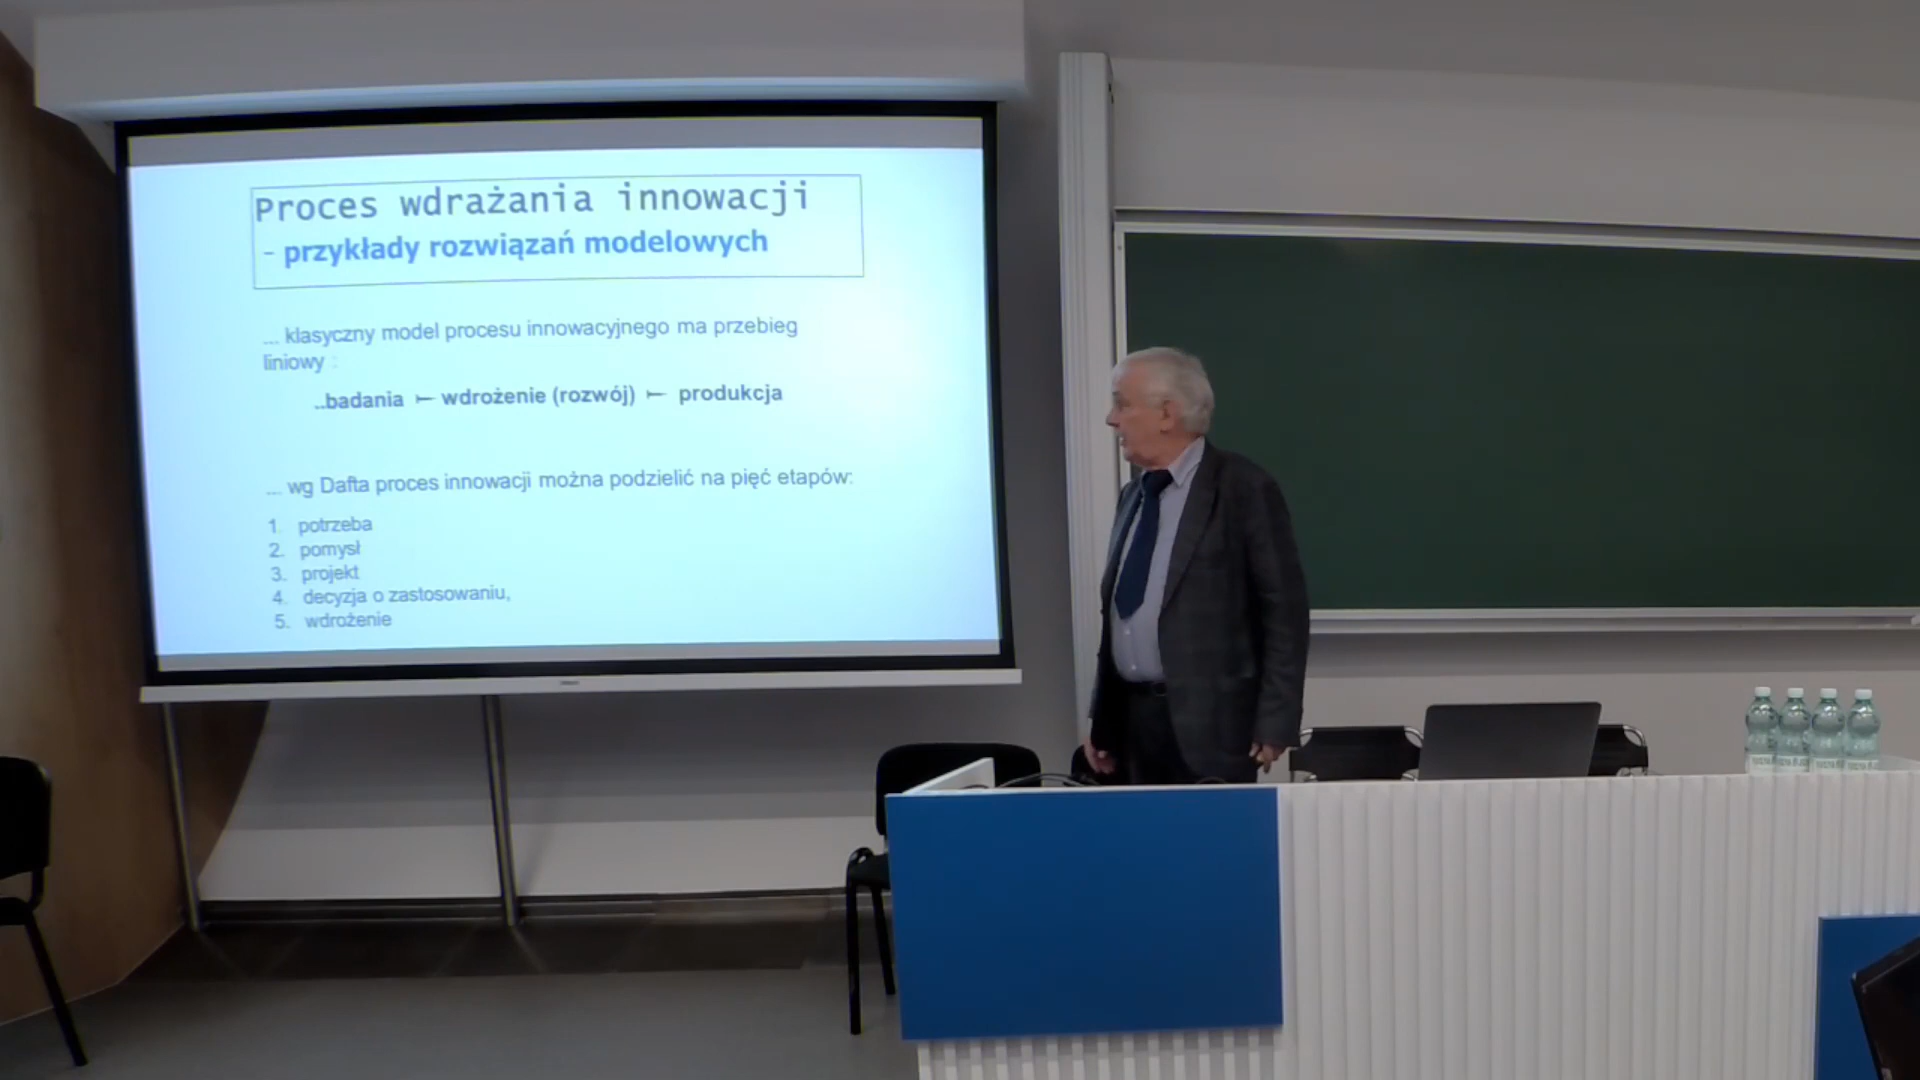 Proces wdrażania innowacji
- przykłady rozwiązań modelowych
... klasyczny model procesu innowacyjnego ma przebieg
liniowy :
..badania ⟝ wdrożenie (rozwój) ⟝ produkcja
... wg Dafta proces innowacji można podzielić na pięć etapów:
1. potrzeba
2. pomysł
3. projekt
4. decyzja o zastosowaniu,
5. wdrożenie